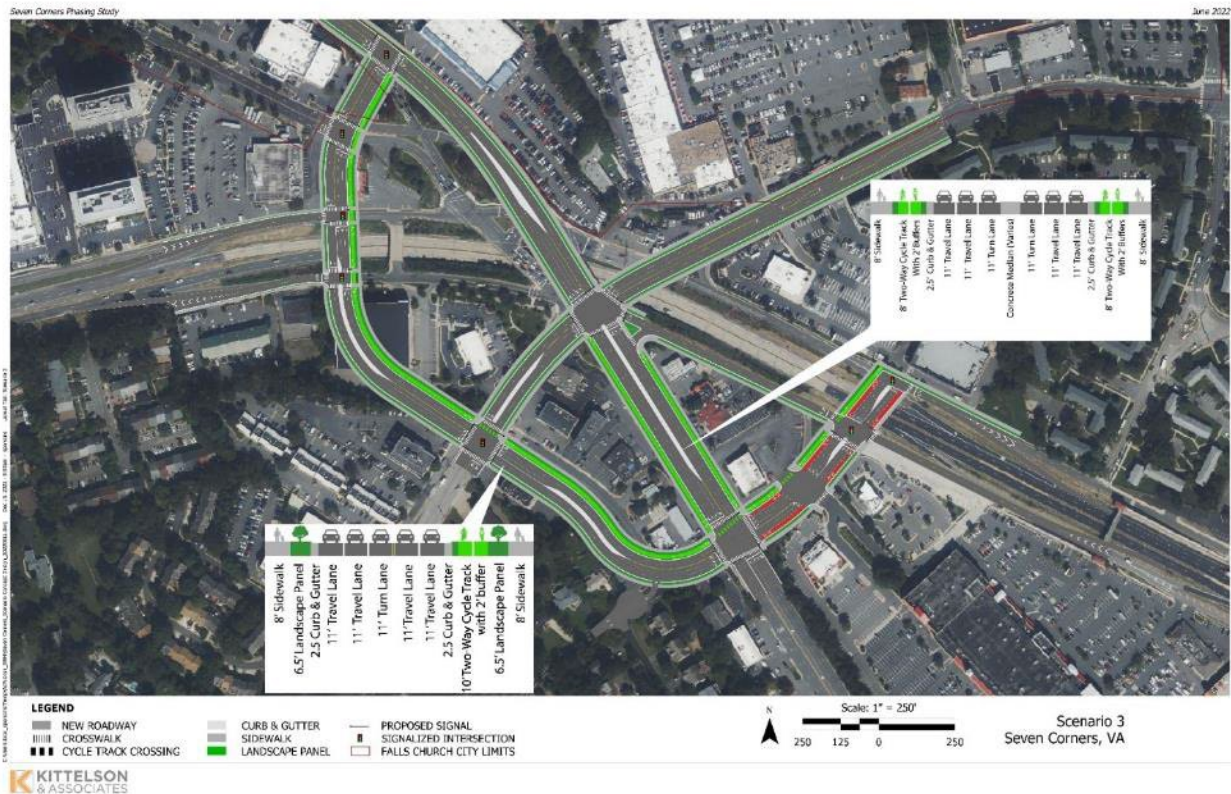 Seven Corners Phasing Study
June 2022
8' Sidewalk
8' Two-Way Cycle Track
With 2' Buffers
2.5' Curb & Gutter
11' Travel Lane
11' Travel Lane
11' Turn Lane
Concrete Median (Varies)
11' Turn Lane
11' Travel Lane
11' Travel Lane
2.5' Curb & Gutter
8' Two-Way Cycle Track
With 2' Buffers
8' Sidewalk
8' Sidewalk
6.5' Landscape Panel
2.5 Curb & Gutter
11' Travel Lane
11' Travel Lane
11' Turn Lane
11' Travel Lane
11' Travel Lane
2.5 Curb & Gutter
10' Two-Way Cycle Track
with 2' buffer
6.5' Landscape Panel
8' Sidewalk
LEGEND
NEW ROADWAY
CROSSWALK
CYCLE TRACK CROSSING
CURB & GUTTER
SIDEWALK
LANDSCAPE PANEL
PROPOSED SIGNAL
SIGNALIZED INTERSECTION
FALLS CHURCH CITY LIMITS
N
Scale: 1" = 250'
250 125 0 250
Scenario 3
Seven Corners, VA
K KITTELSON
& ASSOCIATES